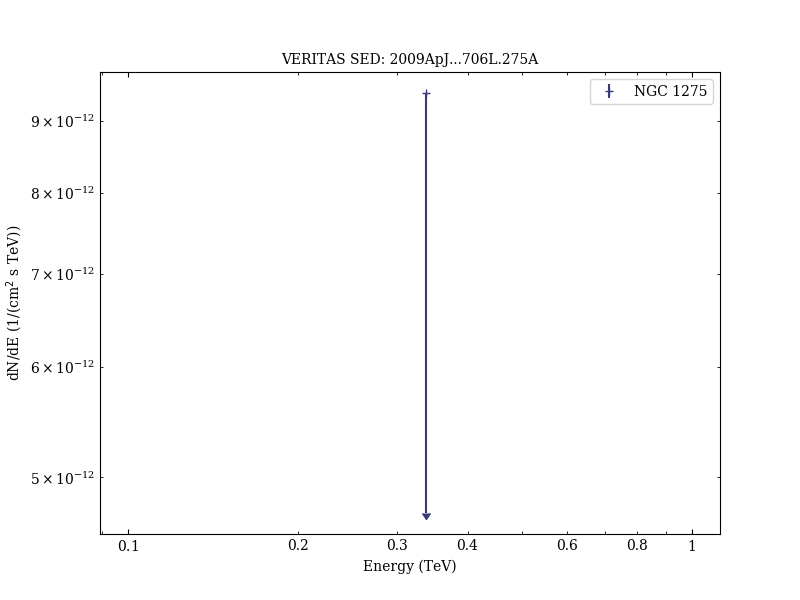 VERITAS SED: 2009ApJ...706L.275A
NGC 1275
9 × 10⁻¹²
8 × 10⁻¹²
7 × 10⁻¹²
6 × 10⁻¹²
5 × 10⁻¹²
dN/dE (1/(cm² s TeV))
0.1 0.2 0.3 0.4 0.6 0.8 1
Energy (TeV)